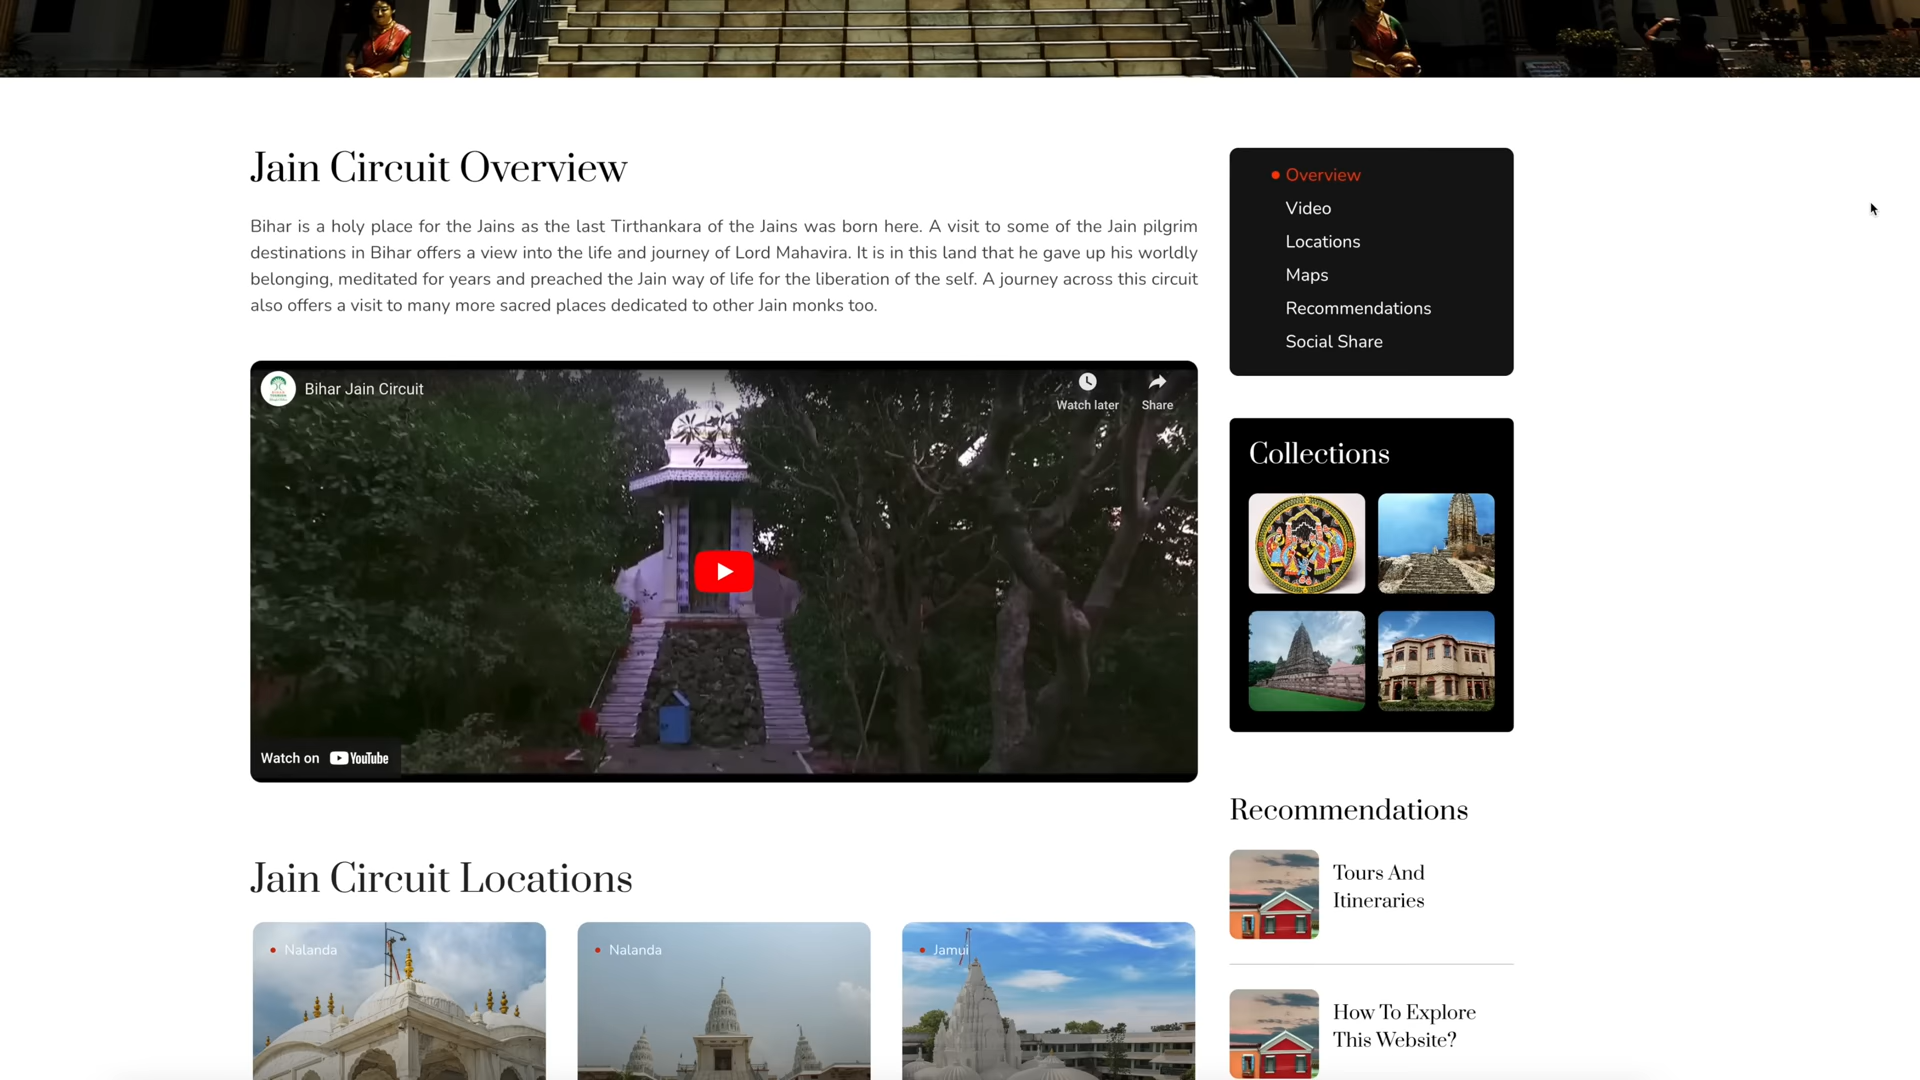 Jain Circuit Overview
Bihar is a holy place for the Jains as the last Tirthankara of the Jains was born here. A visit to some of the Jain pilgrim
destinations in Bihar offers a view into the life and journey of Lord Mahavira. It is in this land that he gave up his worldly
belonging, meditated for years and preached the Jain way of life for the liberation of the self. A journey across this circuit
also offers a visit to many more sacred places dedicated to other Jain monks too.
Bihar Jain Circuit
Watch later
Share
Watch on YouTube
Jain Circuit Locations
Nalanda
Nalanda
Jamui
Overview
Video
Locations
Maps
Recommendations
Social Share
Collections
Recommendations
Tours And
Itineraries
How To Explore
This Website?